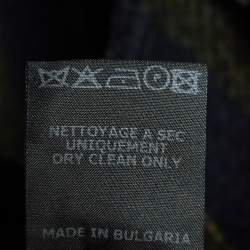 NETTOYAGE A SEC
UNIQUEMENT
DRY CLEAN ONLY
MADE IN BULGARIA